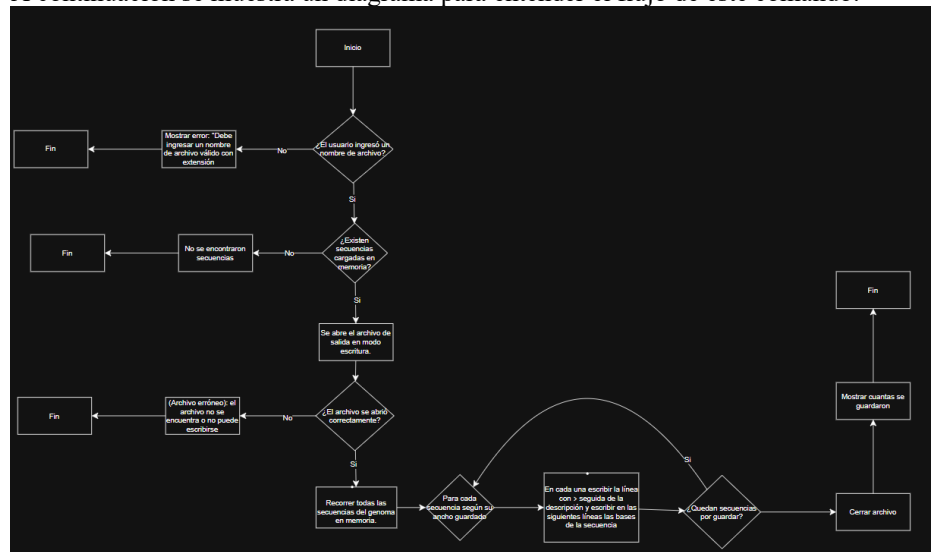 A continuación se muestra un diagrama para entender el flujo de este comando:
Inicio
¿El usuario ingresó un
nombre de archivo?
No
Mostrar error: "Debe
ingresar un nombre
de archivo válido con
extensión
Fin
Si
¿Existen
secuencias
cargadas en
memoria?
No
No se encontraron
secuencias
Fin
Si
Se abre el archivo de
salida en modo
escritura.
¿El archivo se abrió
correctamente?
No
(Archivo erróneo): el
archivo no se
encuentra o no puede
escribirse
Fin
Si
Recorrer todas las
secuencias del genoma
en memoria.
Para cada
secuencia según su
ancho guardado
En cada una escribir la línea
con > seguida de la
descripción y escribir en las
siguientes líneas las bases
de la secuencia
¿Quedan secuencias
por guardar?
Si
Cerrar archivo
Mostrar cuantas se
guardaron
Fin